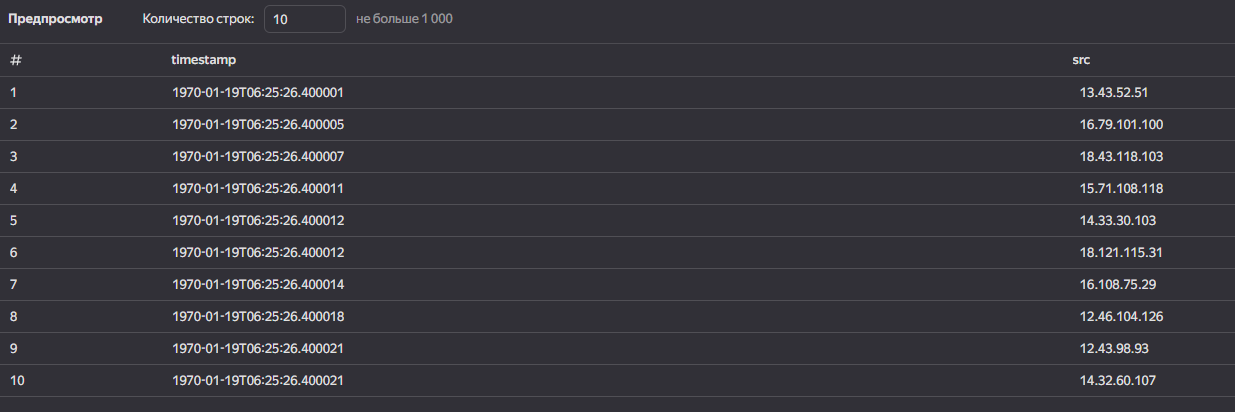 Предпросмотр Количество строк: 10 не больше 1 000
# timestamp src
1 1970-01-19T06:25:26.400001 13.43.52.51
2 1970-01-19T06:25:26.400005 16.79.101.100
3 1970-01-19T06:25:26.400007 18.43.118.103
4 1970-01-19T06:25:26.400011 15.71.108.118
5 1970-01-19T06:25:26.400012 14.33.30.103
6 1970-01-19T06:25:26.400012 18.121.115.31
7 1970-01-19T06:25:26.400014 16.108.75.29
8 1970-01-19T06:25:26.400018 12.46.104.126
9 1970-01-19T06:25:26.400021 12.43.98.93
10 1970-01-19T06:25:26.400021 14.32.60.107